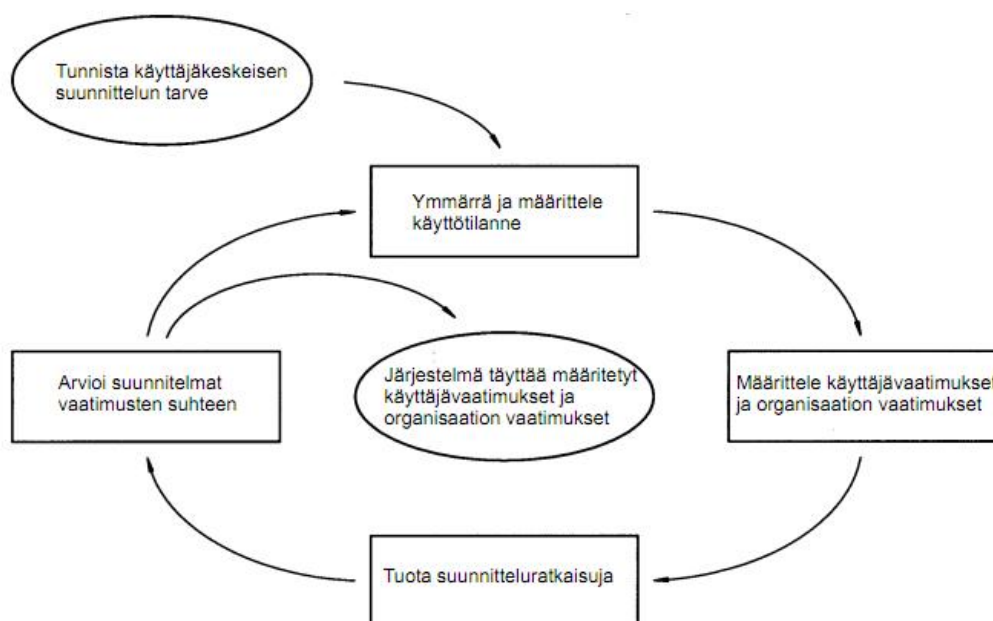 Tunnista käyttäjäkeskeisen
suunnittelun tarve
Ymmärrä ja määrittele
käyttötilanne
Arvioi suunnitelmat
vaatimusten suhteen
Järjestelmä täyttää määritetyt
käyttäjävaatimukset ja
organisaation vaatimukset
Määrittele käyttäjävaatimukset
ja organisaation vaatimukset
Tuota suunnitteluratkaisuja